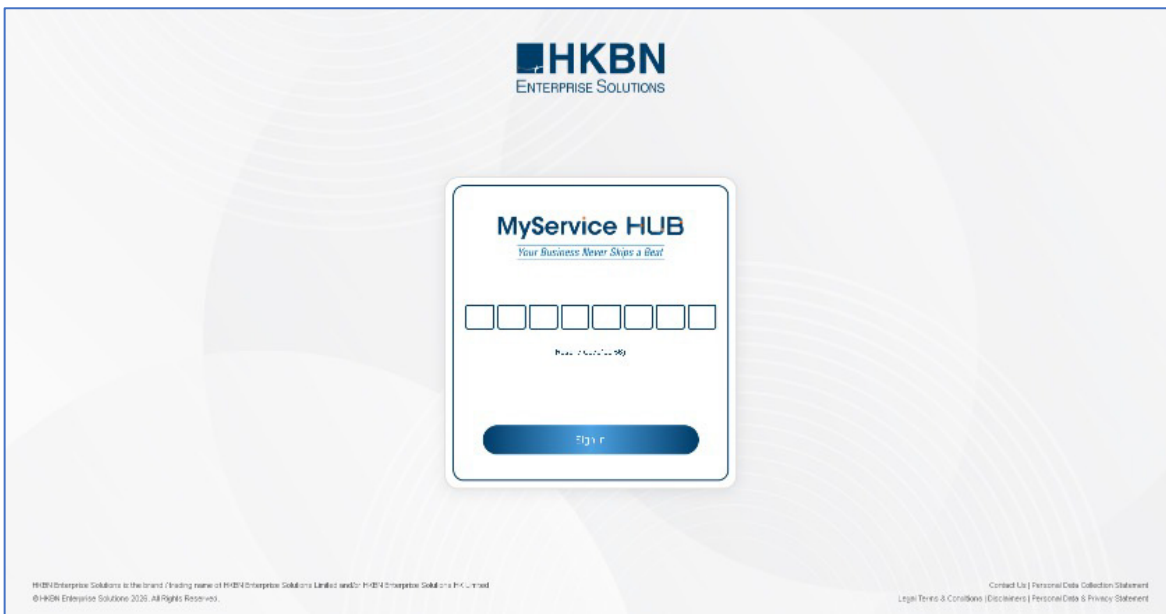 HKBN
ENTERPRISE SOLUTIONS
MyService HUB
Your Business Never Skips a Beat
Sign In
HKBN Enterprise Solutions is the brand / trading name of HKBN Enterprise Solutions Limited and/or HKBN Enterprise Solutions HK Limited
© HKBN Enterprise Solutions 2026. All Rights Reserved.
Contact Us | Personal Data Collection Statement
Legal Terms & Conditions | Disclaimers | Personal Data & Privacy Statement